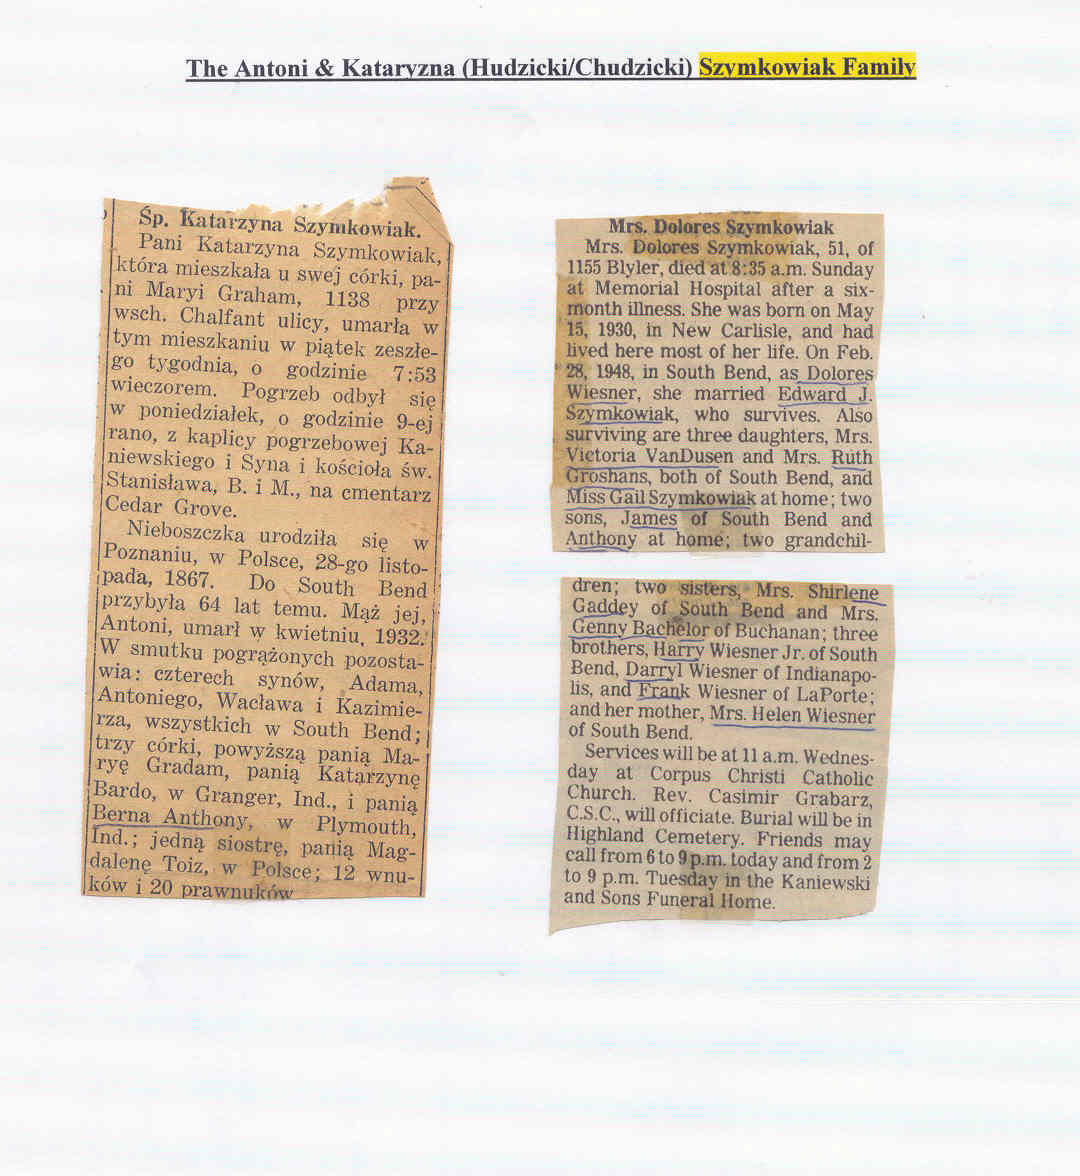 The Antoni & Kataryzna (Hudzicki/Chudzicki) Szymkowiak Family
Śp. Katarzyna Szymkowiak.
Pani Katarzyna Szymkowiak,
która mieszkała u swej córki, pa-
ni Maryi Graham, 1138 przy
wsch. Chalfant ulicy, umarła w
tym mieszkaniu w piątek zeszłe-
go tygodnia, o godzinie 7:53
wieczorem. Pogrzeb odbył się
w poniedziałek, o godzinie 9-ej
rano, z kaplicy pogrzebowej Ka-
niewskiego i Syna i kościoła św.
Stanisława, B. i M., na cmentarz
Cedar Grove.
Nieboszczka urodziła się w
Poznaniu, w Polsce, 28-go listo-
pada, 1867. Do South Bend
przybyła 64 lat temu. Mąż jej,
Antoni, umarł w kwietniu, 1932.
W smutku pogrążonych pozosta-
wia: czterech synów, Adama,
Antoniego, Wacława i Kazimie-
rza, wszystkich w South Bend;
trzy córki, powyższą panią Ma-
ryę Gradam, panią Katarzynę
Bardo, w Granger, Ind., i panią
Berna Anthony, w Plymouth,
Ind.; jedną siostrę, panią Mag-
dalenę Toiz, w Polsce; 12 wnu-
ków i 20 prawnuków
Mrs. Dolores Szymkowiak
Mrs. Dolores Szymkowiak, 51, of
1155 Blyler, died at 8:35 a.m. Sunday
at Memorial Hospital after a six-
month illness. She was born on May
15, 1930, in New Carlisle, and had
lived here most of her life. On Feb.
28, 1948, in South Bend, as Dolores
Wiesner, she married Edward J.
Szymkowiak, who survives. Also
surviving are three daughters, Mrs.
Victoria VanDusen and Mrs. Ruth
Groshans, both of South Bend, and
Miss Gail Szymkowiak at home; two
sons, James of South Bend and
Anthony at home; two grandchil-
dren; two sisters, Mrs. Shirlene
Gaddey of South Bend and Mrs.
Genny Bachelor of Buchanan; three
brothers, Harry Wiesner Jr. of South
Bend, Darryl Wiesner of Indianapo-
lis, and Frank Wiesner of LaPorte;
and her mother, Mrs. Helen Wiesner
of South Bend.
Services will be at 11 a.m. Wednes-
day at Corpus Christi Catholic
Church. Rev. Casimir Grabarz,
C.S.C., will officiate. Burial will be in
Highland Cemetery. Friends may
call from 6 to 9 p.m. today and from 2
to 9 p.m. Tuesday in the Kaniewski
and Sons Funeral Home.